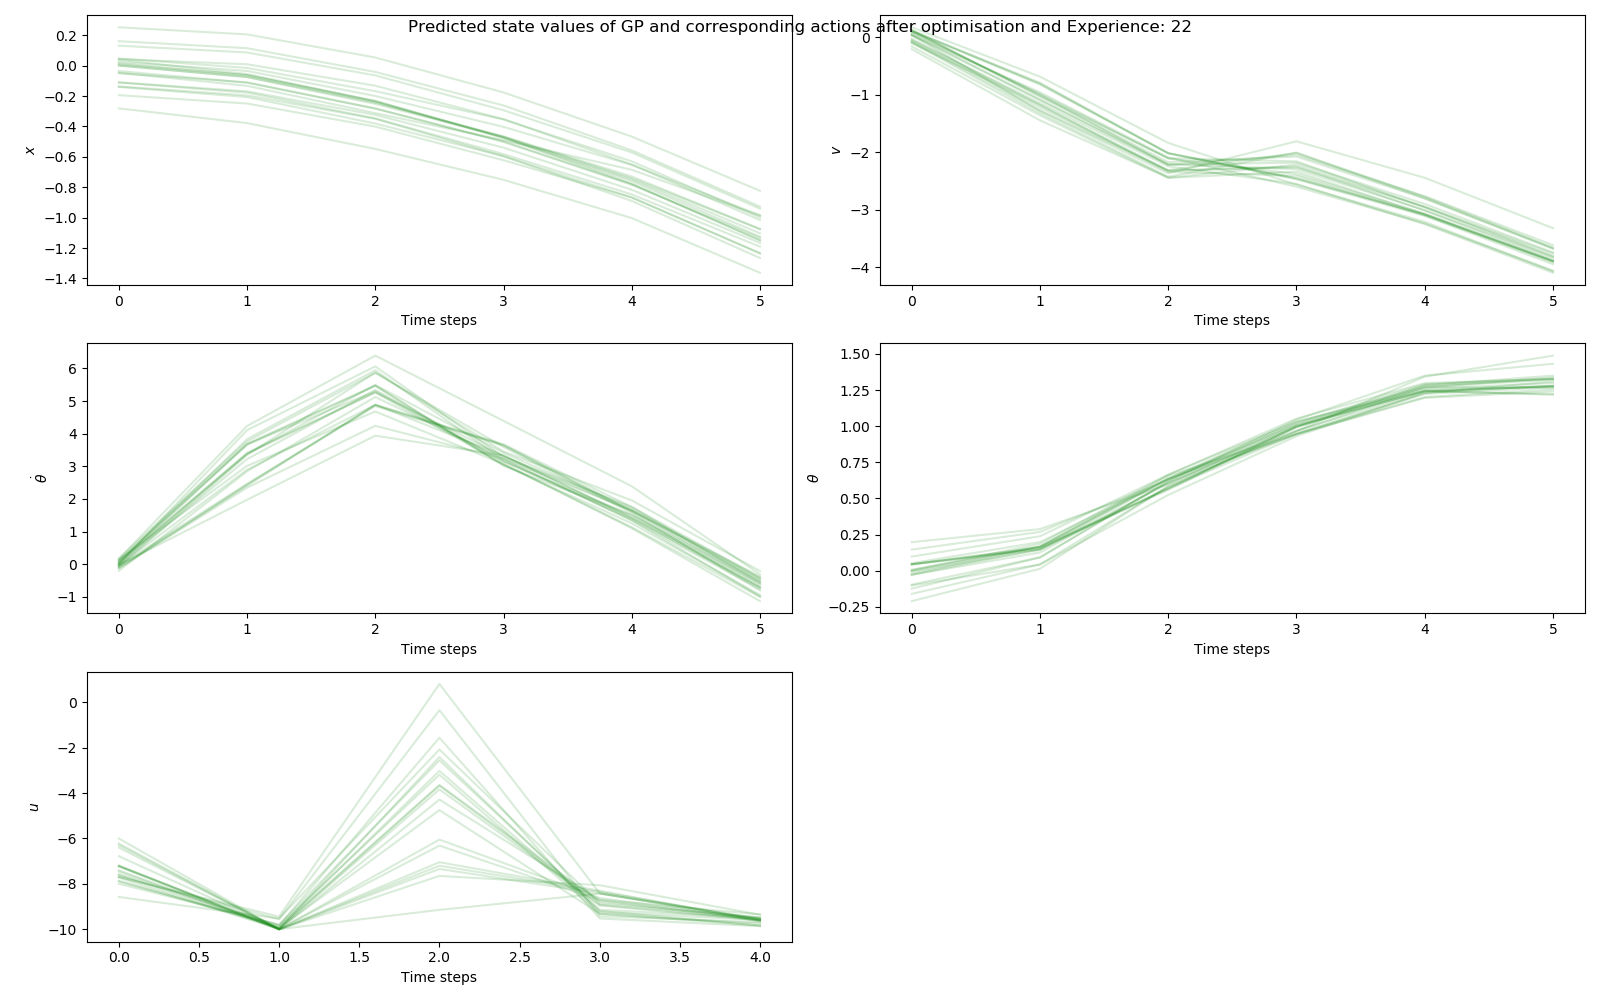 Predicted state values of GP and corresponding actions after optimisation and Experience: 22
0.2
0.0
−0.2
−0.4
−0.6
−0.8
−1.0
−1.2
−1.4
x
0 1 2 3 4 5
Time steps
0
−1
−2
−3
−4
v
0 1 2 3 4 5
Time steps
6
5
4
3
2
1
0
−1
θ̇
0 1 2 3 4 5
Time steps
1.50
1.25
1.00
0.75
0.50
0.25
0.00
−0.25
θ
0 1 2 3 4 5
Time steps
0
−2
−4
−6
−8
−10
u
0.0 0.5 1.0 1.5 2.0 2.5 3.0 3.5 4.0
Time steps